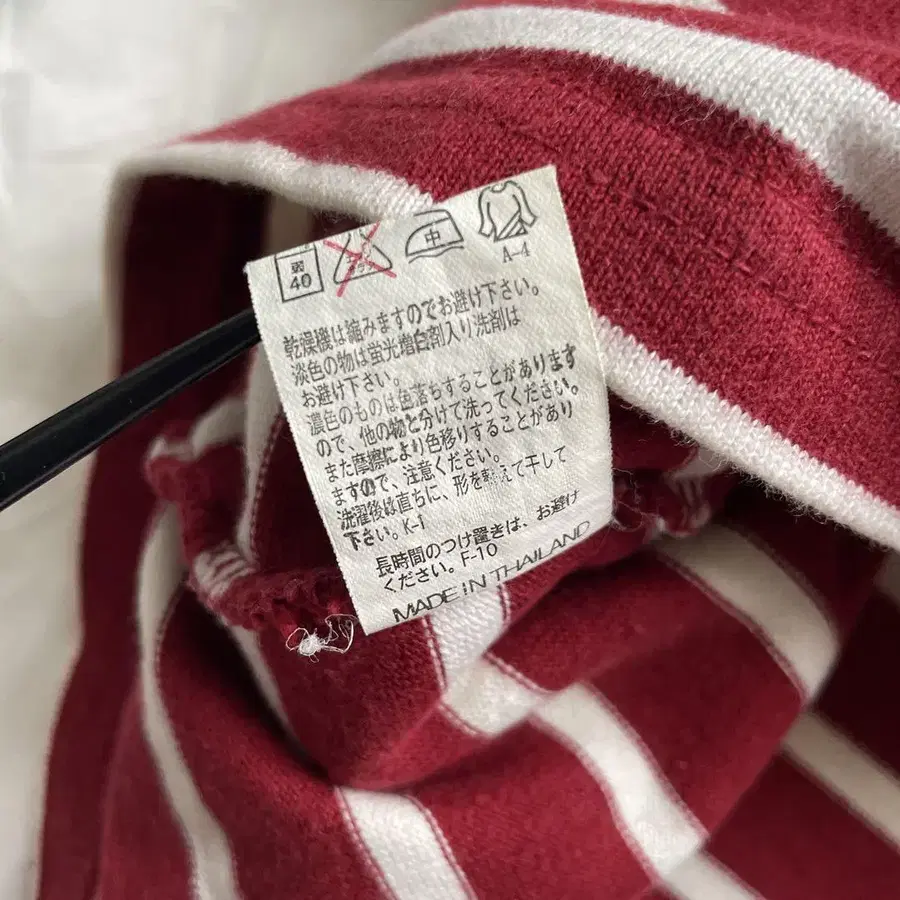 弱 40 中
A-4
乾燥機は縮みますのでお避け下さい。
淡色の物は蛍光増白剤入り洗剤は
お避け下さい。
濃色のものは色落ちすることがあります
ので、他の物と分けて洗ってください。
また摩擦により色移りすることがあり
ますので、注意ください。
洗濯後は直ちに、形を整えて干して
下さい。K-1
長時間のつけ置きは、お避け
ください。F-10
MADE IN THAILAND